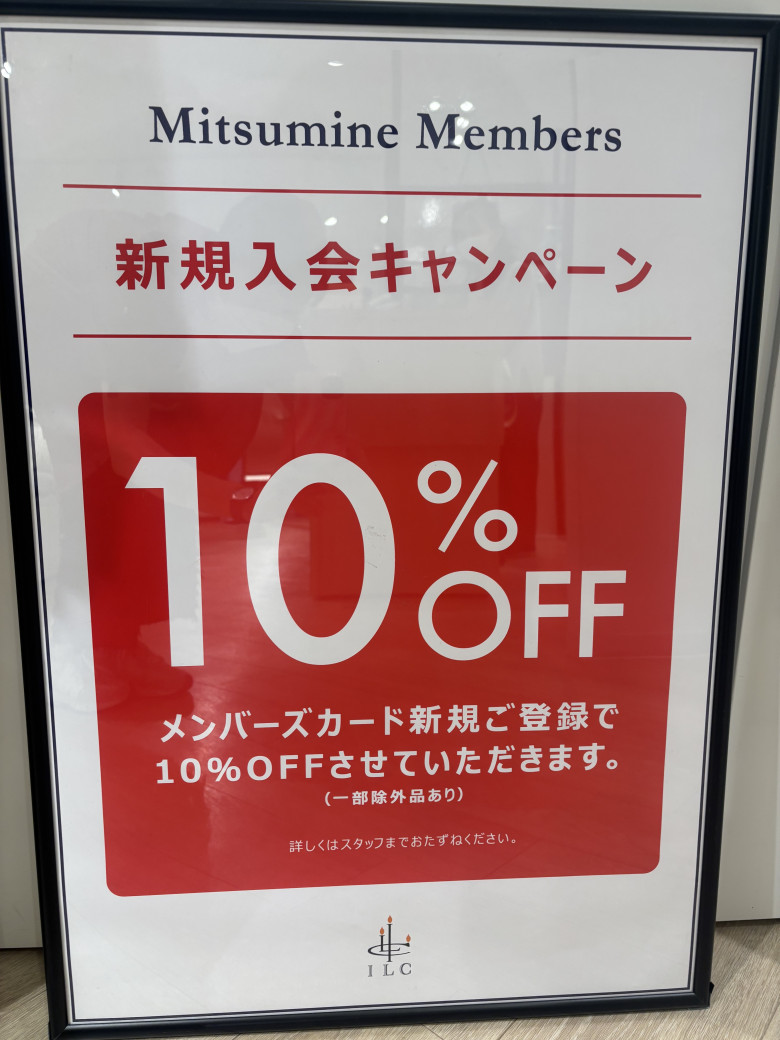 Mitsumine Members
新規入会キャンペーン
10%
OFF
メンバーズカード新規ご登録で
10%OFFさせていただきます。
(一部除外品あり)
詳しくはスタッフまでおたずねください。
ILC